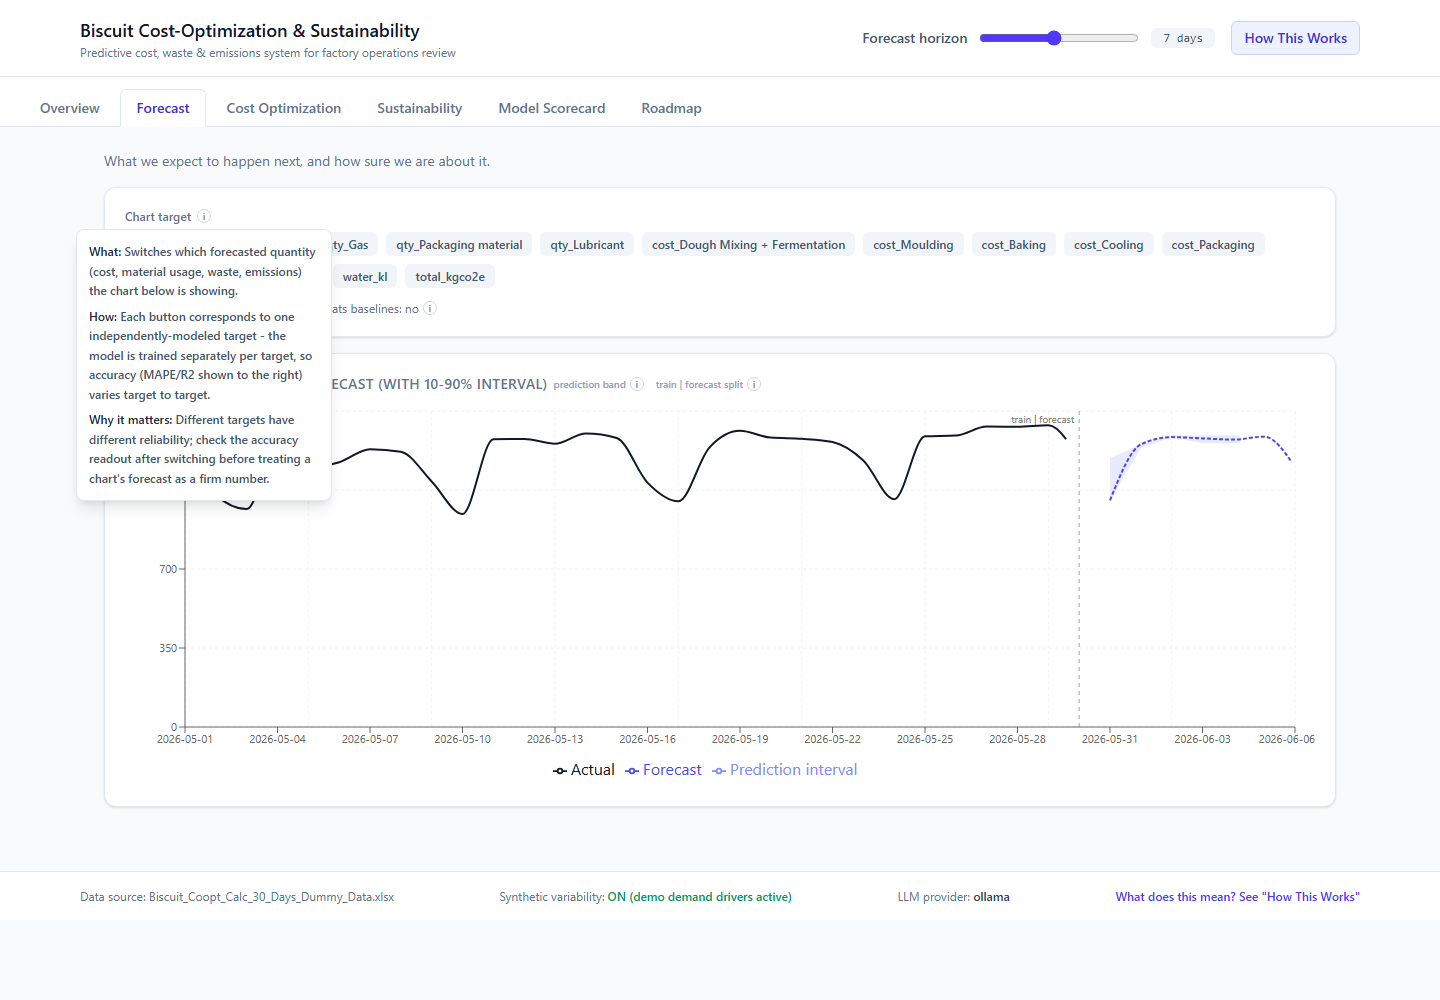 Biscuit Cost-Optimization & Sustainability
Predictive cost, waste & emissions system for factory operations review
Forecast horizon
7 days
How This Works
Overview
Forecast
Cost Optimization
Sustainability
Model Scorecard
Roadmap
What we expect to happen next, and how sure we are about it.
Chart target
ty_Gas
qty_Packaging material
qty_Lubricant
cost_Dough Mixing + Fermentation
cost_Moulding
cost_Baking
cost_Cooling
cost_Packaging
water_kl
total_kgco2e
ats baselines: no
What: Switches which forecasted quantity
(cost, material usage, waste, emissions)
the chart below is showing.
How: Each button corresponds to one
independently-modeled target - the
model is trained separately per target, so
accuracy (MAPE/R2 shown to the right)
varies target to target.
Why it matters: Different targets have
different reliability; check the accuracy
readout after switching before treating a
chart's forecast as a firm number.
ECAST (WITH 10-90% INTERVAL)
prediction band
train | forecast split
train | forecast
700
350
0
2026-05-01
2026-05-04
2026-05-07
2026-05-10
2026-05-13
2026-05-16
2026-05-19
2026-05-22
2026-05-25
2026-05-28
2026-05-31
2026-06-03
2026-06-06
Actual
Forecast
Prediction interval
Data source: Biscuit_Coopt_Calc_30_Days_Dummy_Data.xlsx
Synthetic variability: ON (demo demand drivers active)
LLM provider: ollama
What does this mean? See "How This Works"